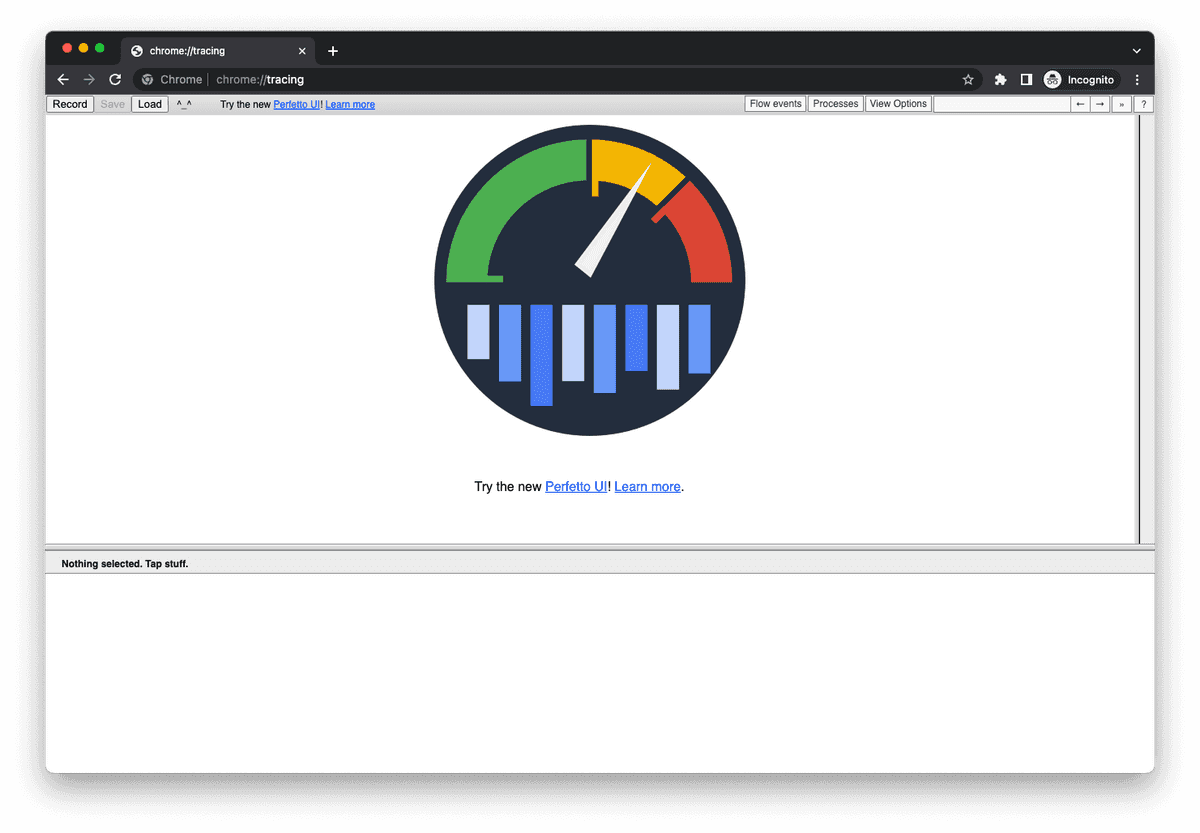 chrome://tracing
Chrome chrome://tracing Incognito
Record Save Load ^_^ Try the new Perfetto UI! Learn more Flow events Processes View Options ← → » ?
Try the new Perfetto UI! Learn more.
Nothing selected. Tap stuff.